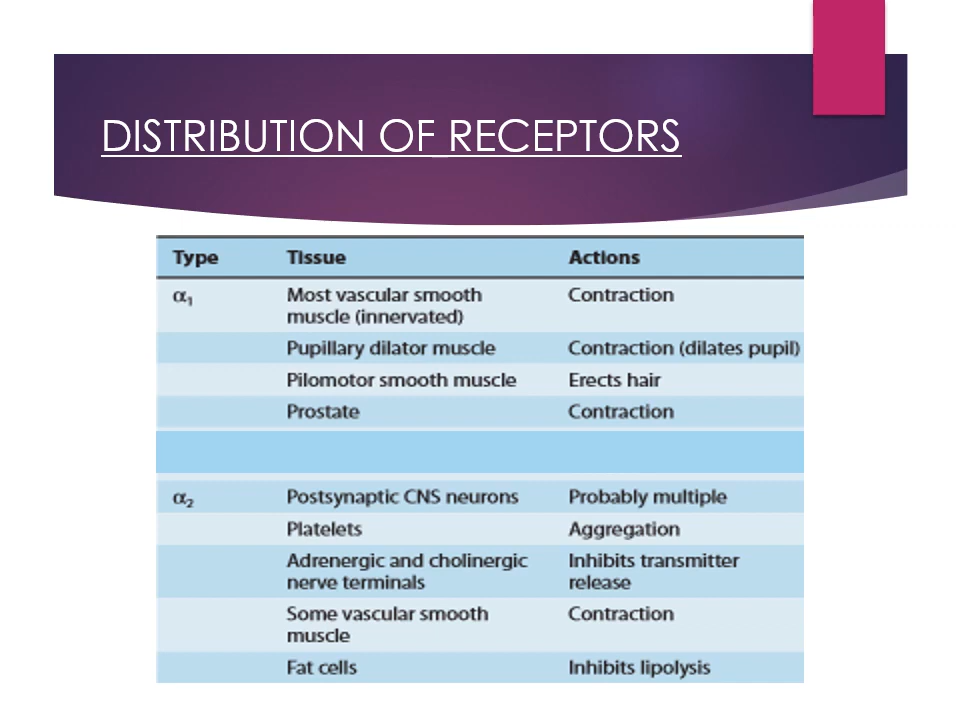 DISTRIBUTION OF RECEPTORS
Type Tissue Actions
α1 Most vascular smooth Contraction
muscle (innervated)
Pupillary dilator muscle Contraction (dilates pupil)
Pilomotor smooth muscle Erects hair
Prostate Contraction
α2 Postsynaptic CNS neurons Probably multiple
Platelets Aggregation
Adrenergic and cholinergic Inhibits transmitter
nerve terminals release
Some vascular smooth Contraction
muscle
Fat cells Inhibits lipolysis